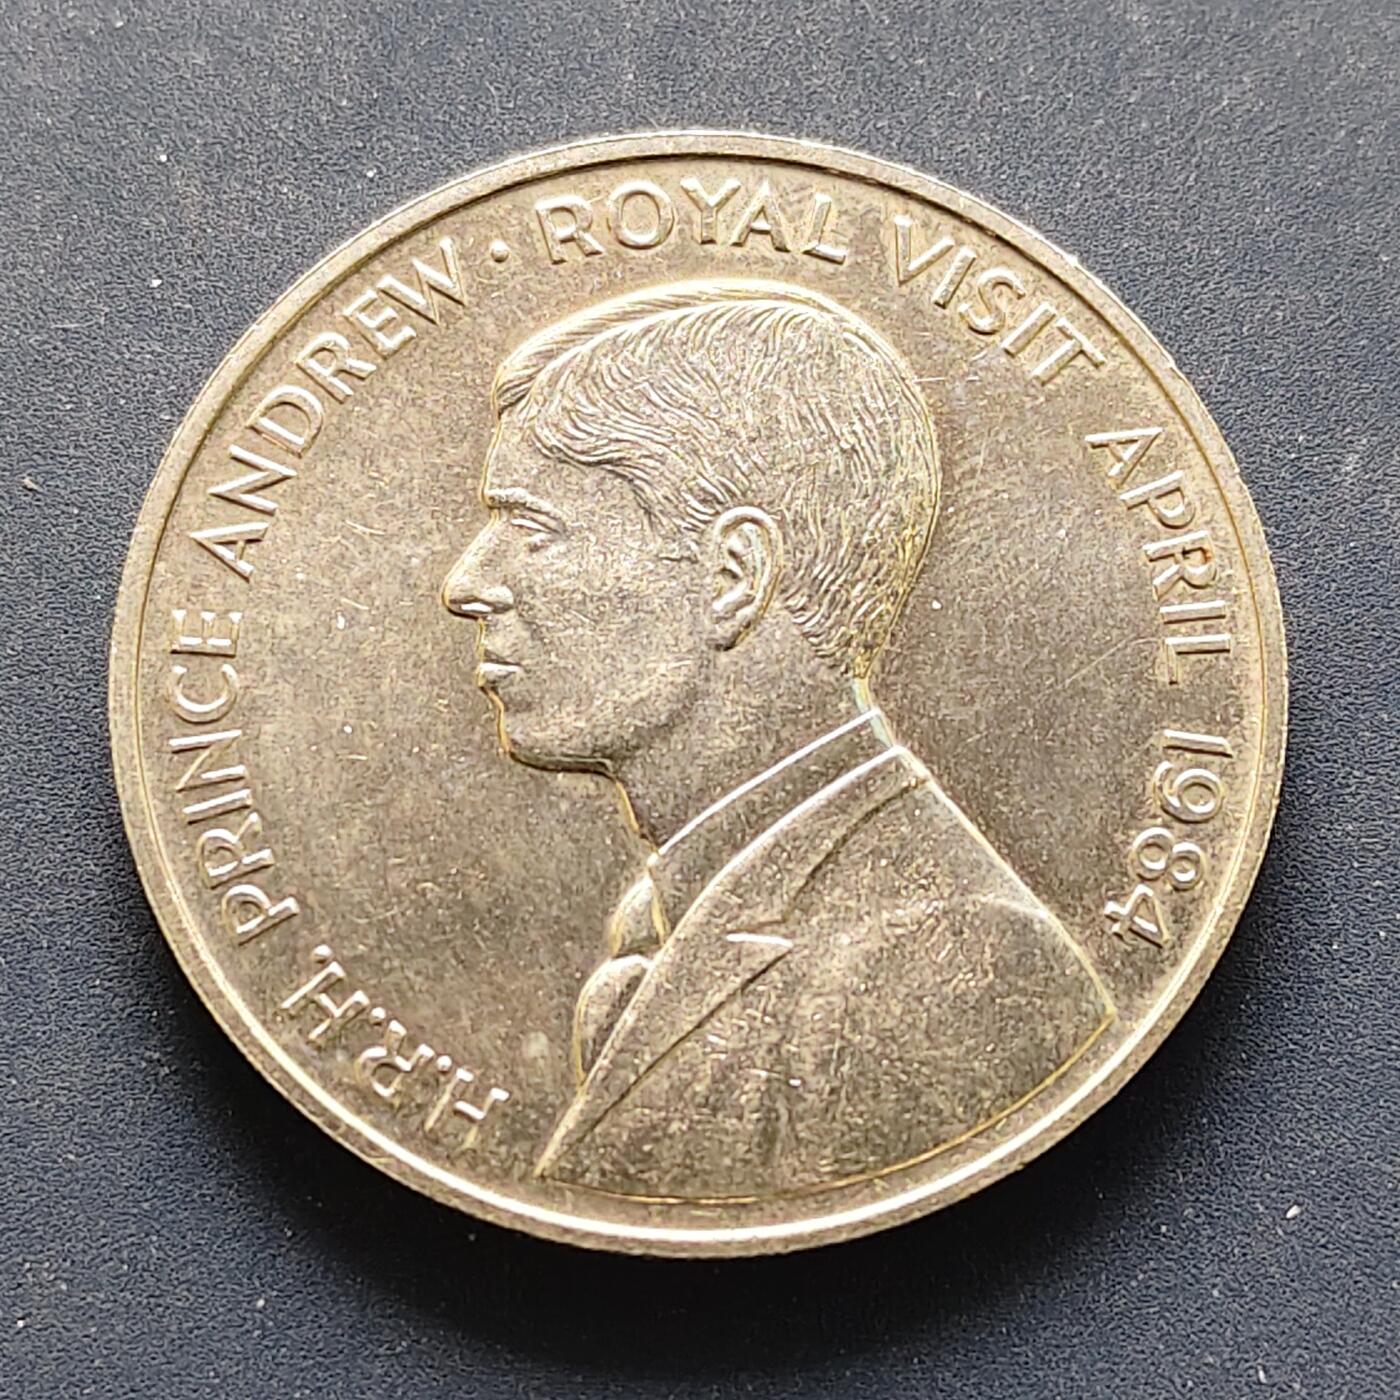 H.R.H. PRINCE ANDREW · ROYAL VISIT APRIL 1984